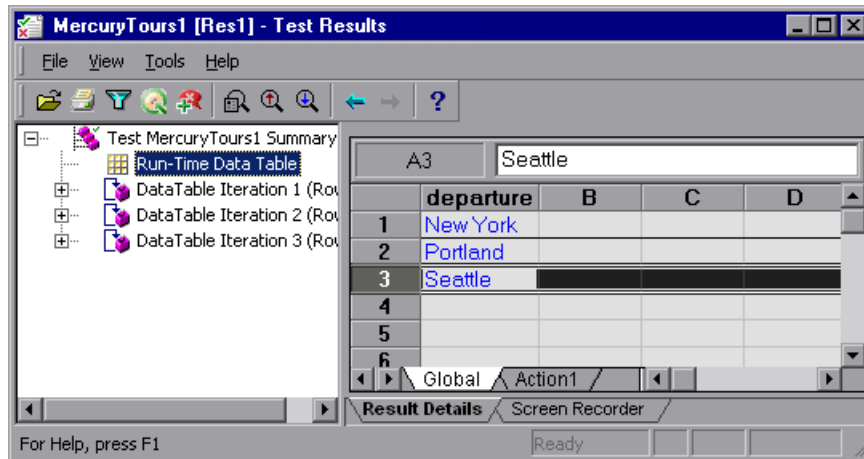 MercuryTours1 [Res1] - Test Results
File View Tools Help
Test MercuryTours1 Summary
Run-Time Data Table
DataTable Iteration 1 (Rov
DataTable Iteration 2 (Rov
DataTable Iteration 3 (Rov
A3 Seattle
departure B C D
1 New York
2 Portland
3 Seattle
4
5
6
Global Action1
Result Details Screen Recorder
For Help, press F1 Ready